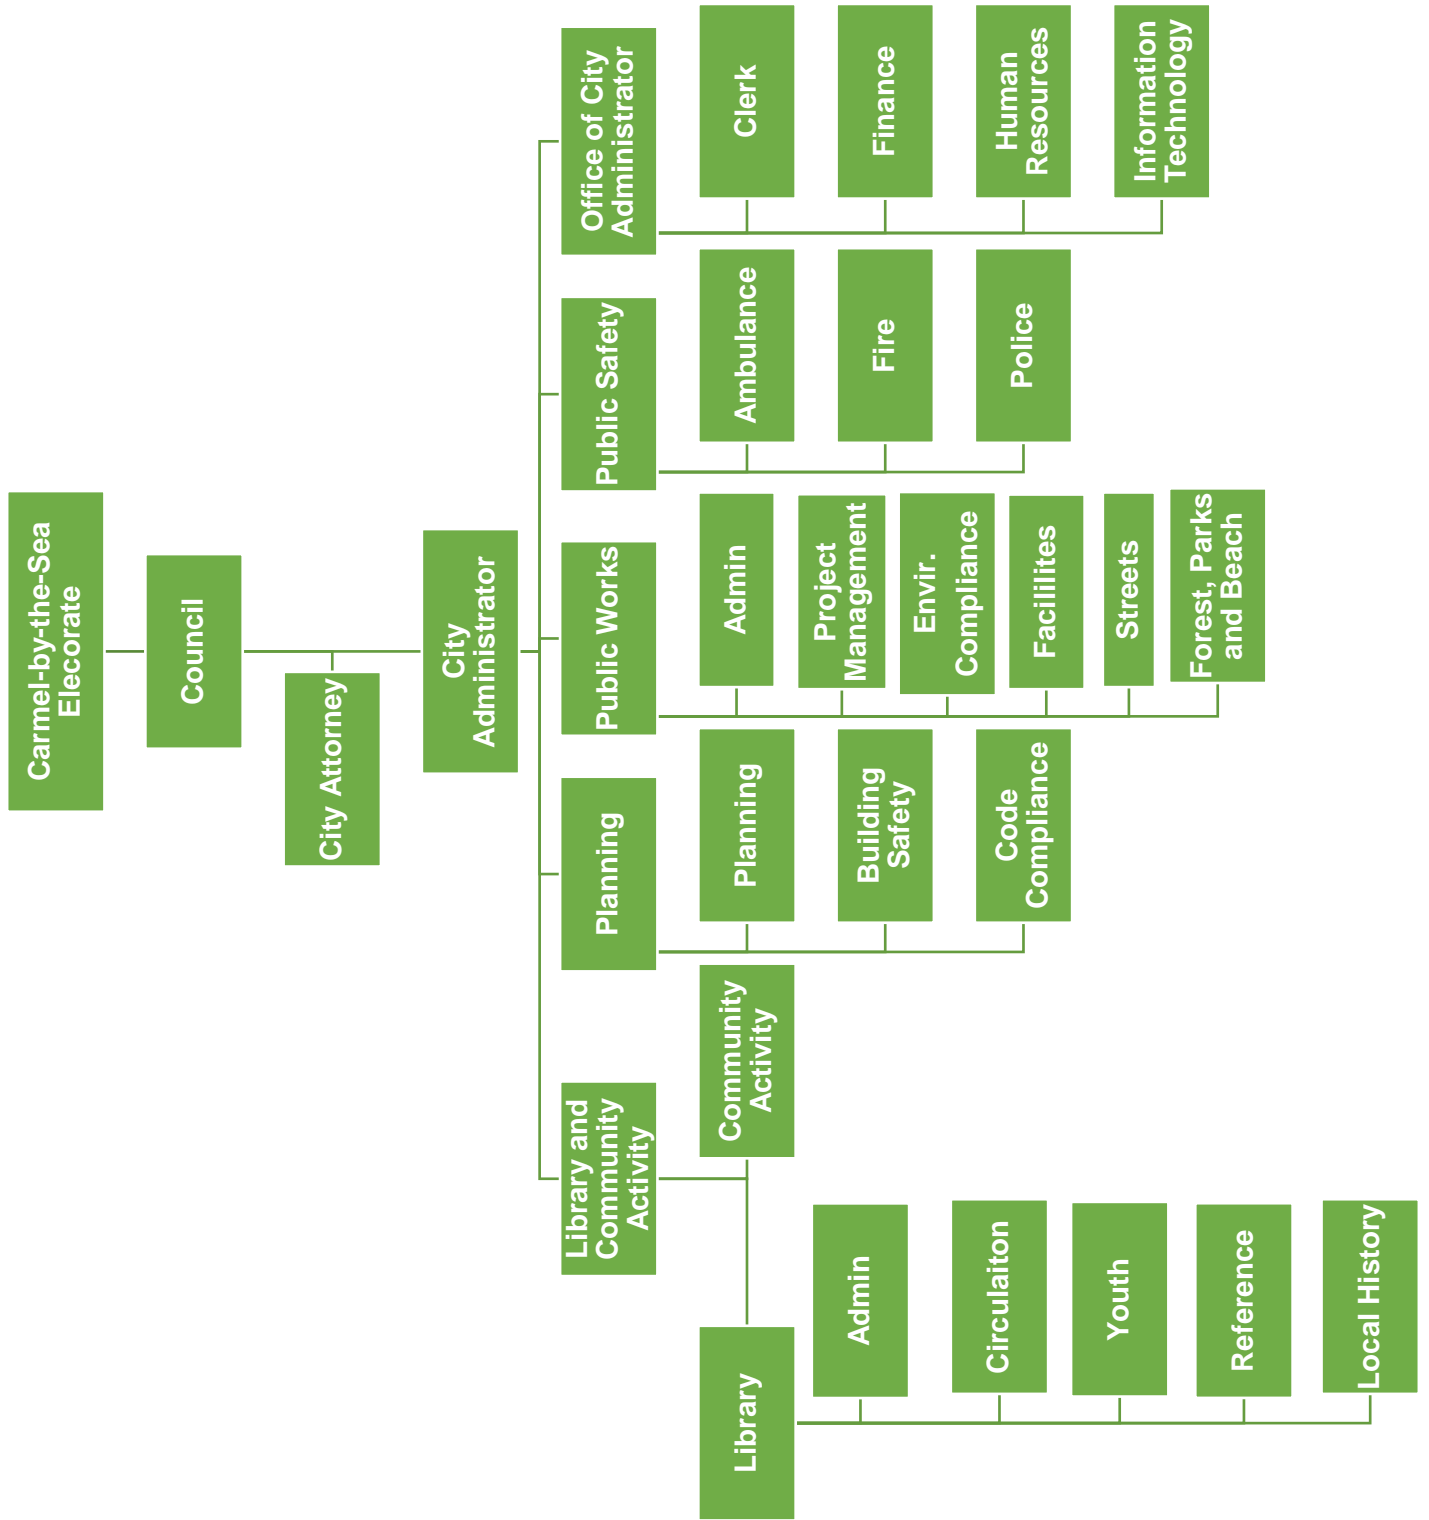 Carmel-by-the-Sea
Elecorate
Council
City Attorney
City
Administrator
Library and
Community
Activity
Library
Admin
Circulaiton
Youth
Reference
Local History
Community
Activity
Planning
Planning
Building
Safety
Code
Compliance
Public Works
Admin
Project
Management
Envir.
Compliance
Facililites
Streets
Forest, Parks
and Beach
Public Safety
Ambulance
Fire
Police
Office of City
Administrator
Clerk
Finance
Human
Resources
Information
Technology